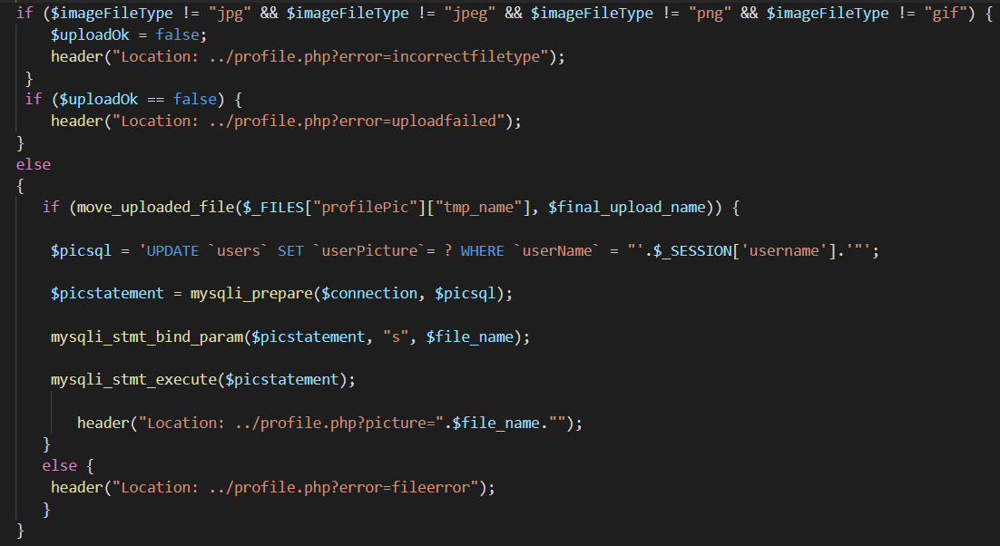 if ($imageFileType != "jpg" && $imageFileType != "jpeg" && $imageFileType != "png" && $imageFileType != "gif") {
$uploadOk = false;
header("Location: ../profile.php?error=incorrectfiletype");
}
if ($uploadOk == false) {
header("Location: ../profile.php?error=uploadfailed");
}
else
{
if (move_uploaded_file($_FILES["profilePic"]["tmp_name"], $final_upload_name)) {
$picsql = 'UPDATE `users` SET `userPicture`= ? WHERE `userName` = "'.$_SESSION['username'].'"';
$picstatement = mysqli_prepare($connection, $picsql);
mysqli_stmt_bind_param($picstatement, "s", $file_name);
mysqli_stmt_execute($picstatement);
header("Location: ../profile.php?picture=".$file_name."");
}
else {
header("Location: ../profile.php?error=fileerror");
}
}